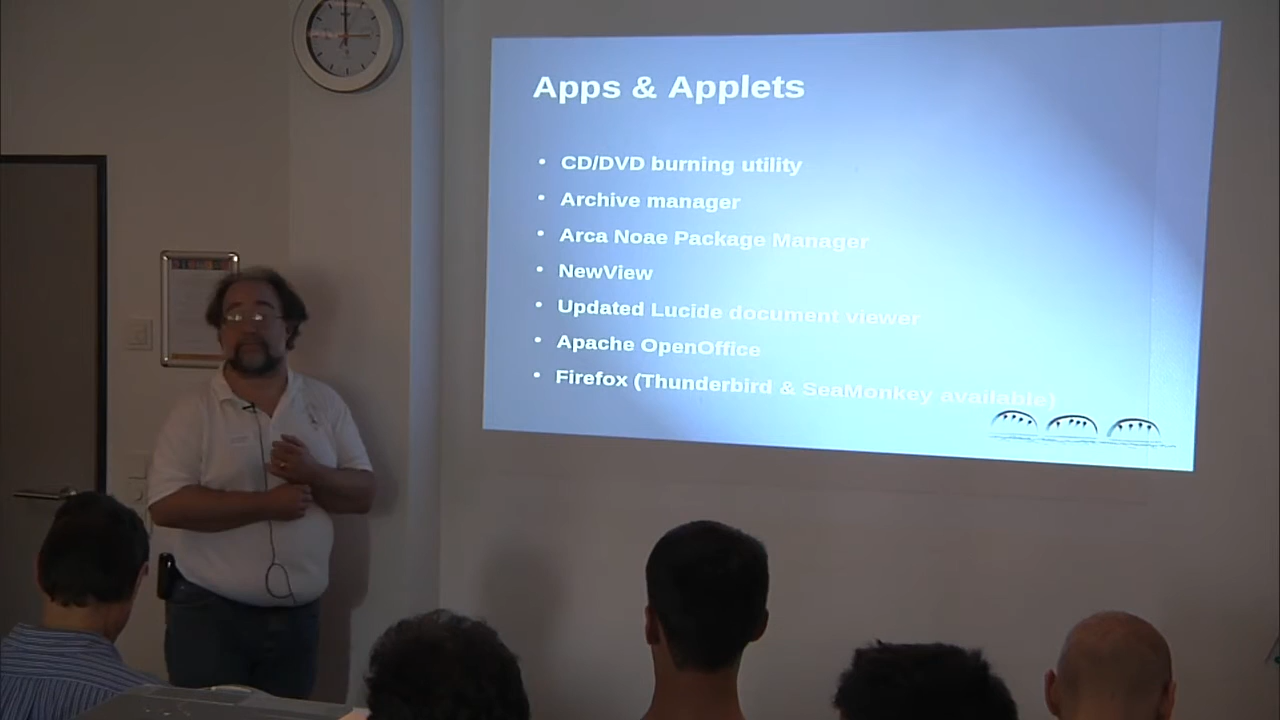 Apps & Applets
• CD/DVD burning utility
• Archive manager
• Arca Noae Package Manager
• NewView
• Updated Lucide document viewer
• Apache OpenOffice
• Firefox (Thunderbird & SeaMonkey available)